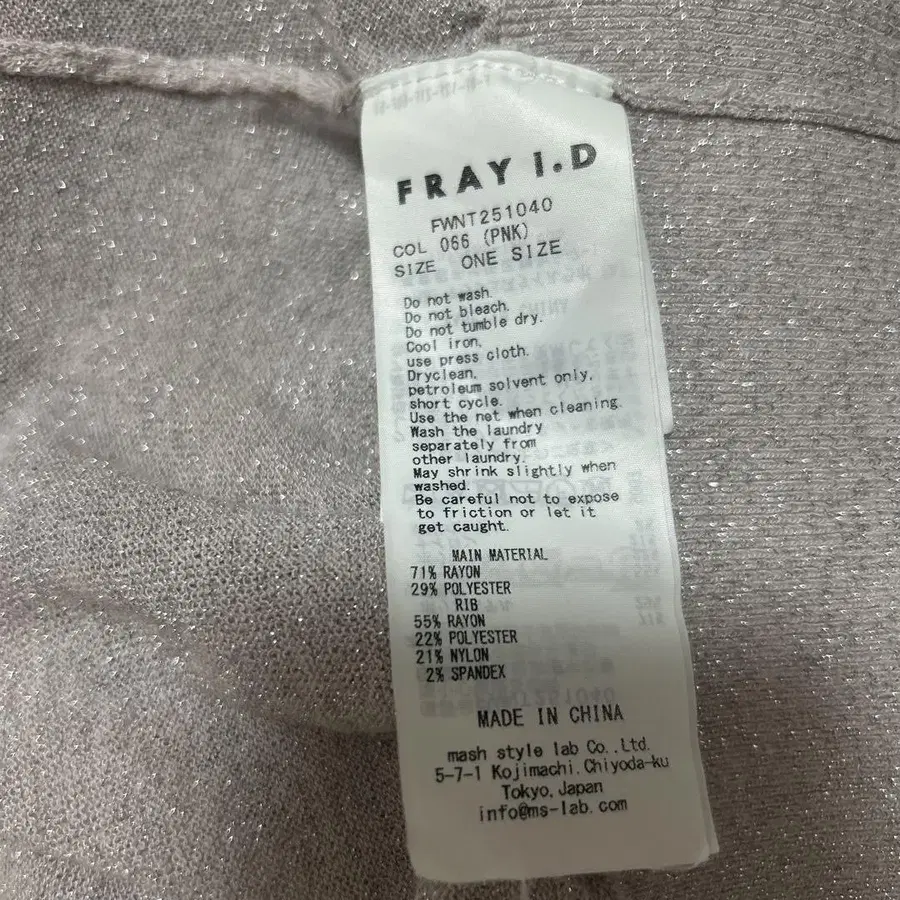 FRAY I.D
FWNT251040
COL 066 (PNK)
SIZE ONE SIZE
Do not wash.
Do not bleach.
Do not tumble dry.
Cool iron,
use press cloth.
Dryclean,
petroleum solvent only,
short cycle.
Use the net when cleaning.
Wash the laundry
separately from
other laundry.
May shrink slightly when
washed.
Be careful not to expose
to friction or let it
get caught.
MAIN MATERIAL
71% RAYON
29% POLYESTER
RIB
55% RAYON
22% POLYESTER
21% NYLON
2% SPANDEX
MADE IN CHINA
mash style lab Co.,Ltd.
5-7-1 Kojimachi,Chiyoda-ku
Tokyo,Japan
info@ms-lab.com